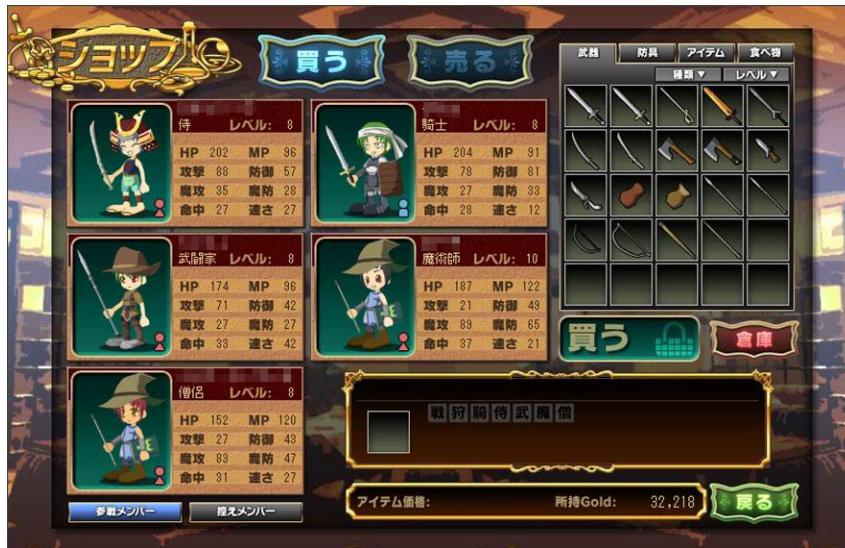 ショップ
買う
売る
武器
防具
アイテム
食べ物
種類▼
レベル▼
侍 レベル: 8
HP 202 MP 96
攻撃 88 防御 57
魔攻 35 魔防 28
命中 27 速さ 27
騎士 レベル: 8
HP 204 MP 91
攻撃 78 防御 81
魔攻 27 魔防 33
命中 28 速さ 12
武闘家 レベル: 8
HP 174 MP 96
攻撃 71 防御 42
魔攻 27 魔防 27
命中 33 速さ 42
魔術師 レベル: 10
HP 187 MP 122
攻撃 21 防御 49
魔攻 89 魔防 65
命中 37 速さ 21
僧侶 レベル: 8
HP 152 MP 120
攻撃 27 防御 43
魔攻 83 魔防 47
命中 31 速さ 27
買う
倉庫
戦 狩 騎 侍 武 魔 僧
参戦メンバー
控えメンバー
アイテム価格:
所持Gold: 32,218
戻る